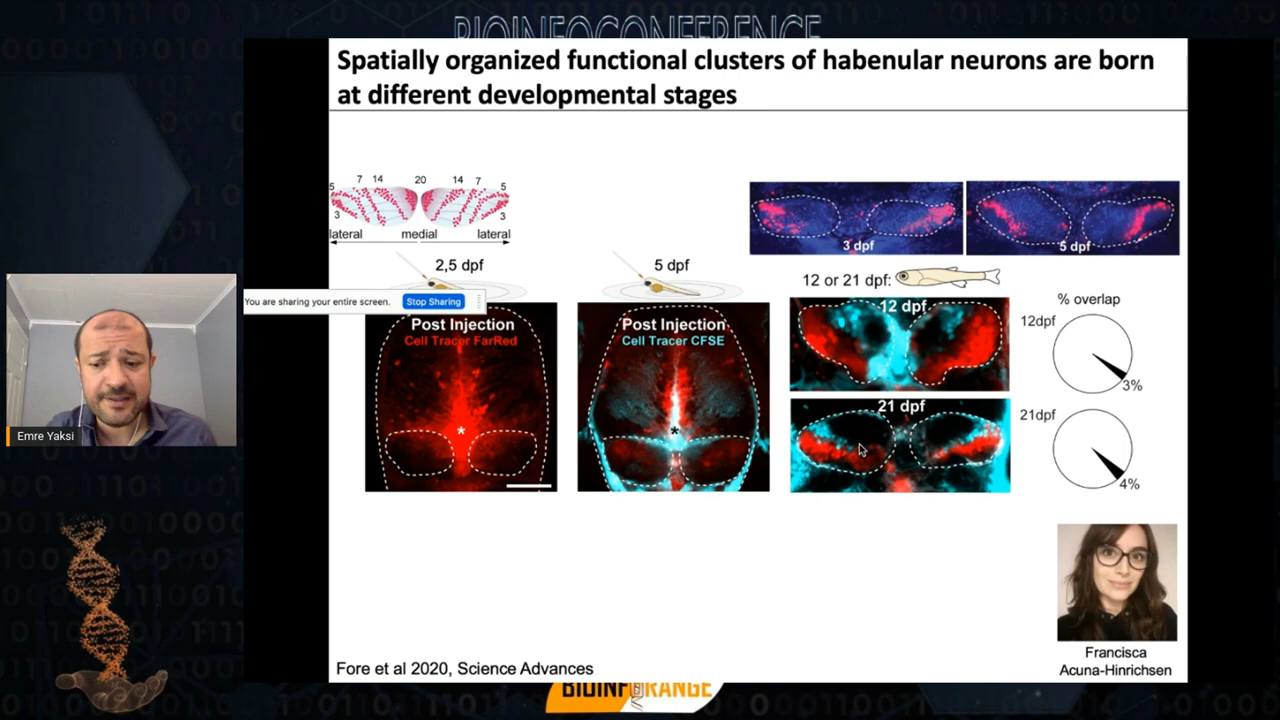 BIOINFOCONFERENCE
Spatially organized functional clusters of habenular neurons are born
at different developmental stages
5 7 14 20 14 7 5
3 3
lateral medial lateral
3 dpf
5 dpf
2,5 dpf
5 dpf
12 or 21 dpf:
You are sharing your entire screen. Stop Sharing
Post Injection
Cell Tracer FarRed
*
Post Injection
Cell Tracer CFSE
*
12 dpf
21 dpf
% overlap
12dpf
3%
21dpf
4%
Emre Yaksi
Francisca
Acuna-Hinrichsen
Fore et al 2020, Science Advances
BIOINFORANGE